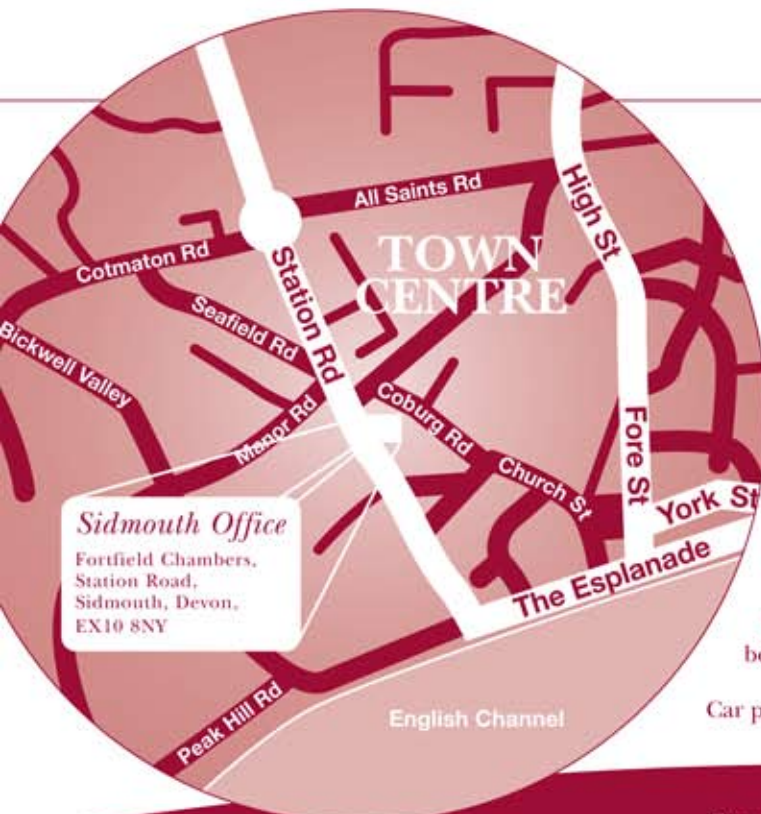 All Saints Rd
High St
TOWN
CENTRE
Cotmaton Rd
Station Rd
Seafield Rd
Bickwell Valley
Manor Rd
Coburg Rd
Church St
Fore St
York St
The Esplanade
Sidmouth Office
Fortfield Chambers,
Station Road,
Sidmouth, Devon,
EX10 8NY
Peak Hill Rd
English Channel
Car p